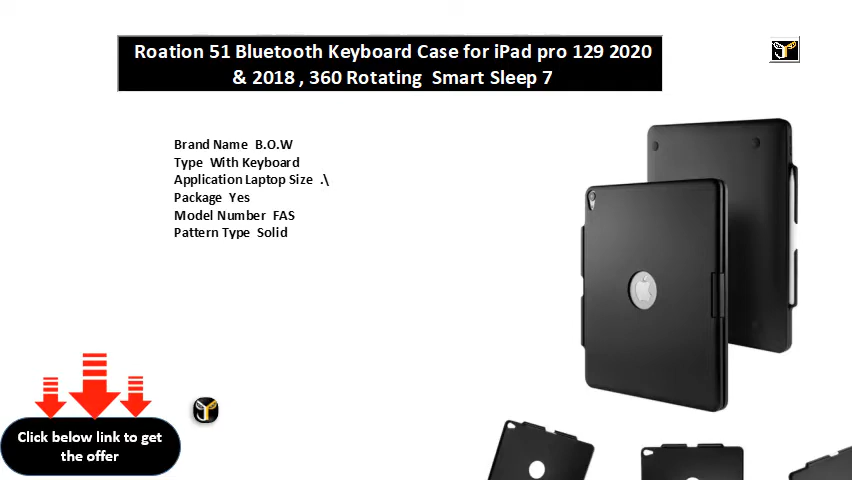 Roation 51 Bluetooth Keyboard Case for iPad pro 129 2020
& 2018 , 360 Rotating  Smart Sleep 7
Brand Name  B.O.W
Type  With Keyboard
Application Laptop Size  .\
Package  Yes
Model Number  FAS
Pattern Type  Solid
Click below link to get
the offer